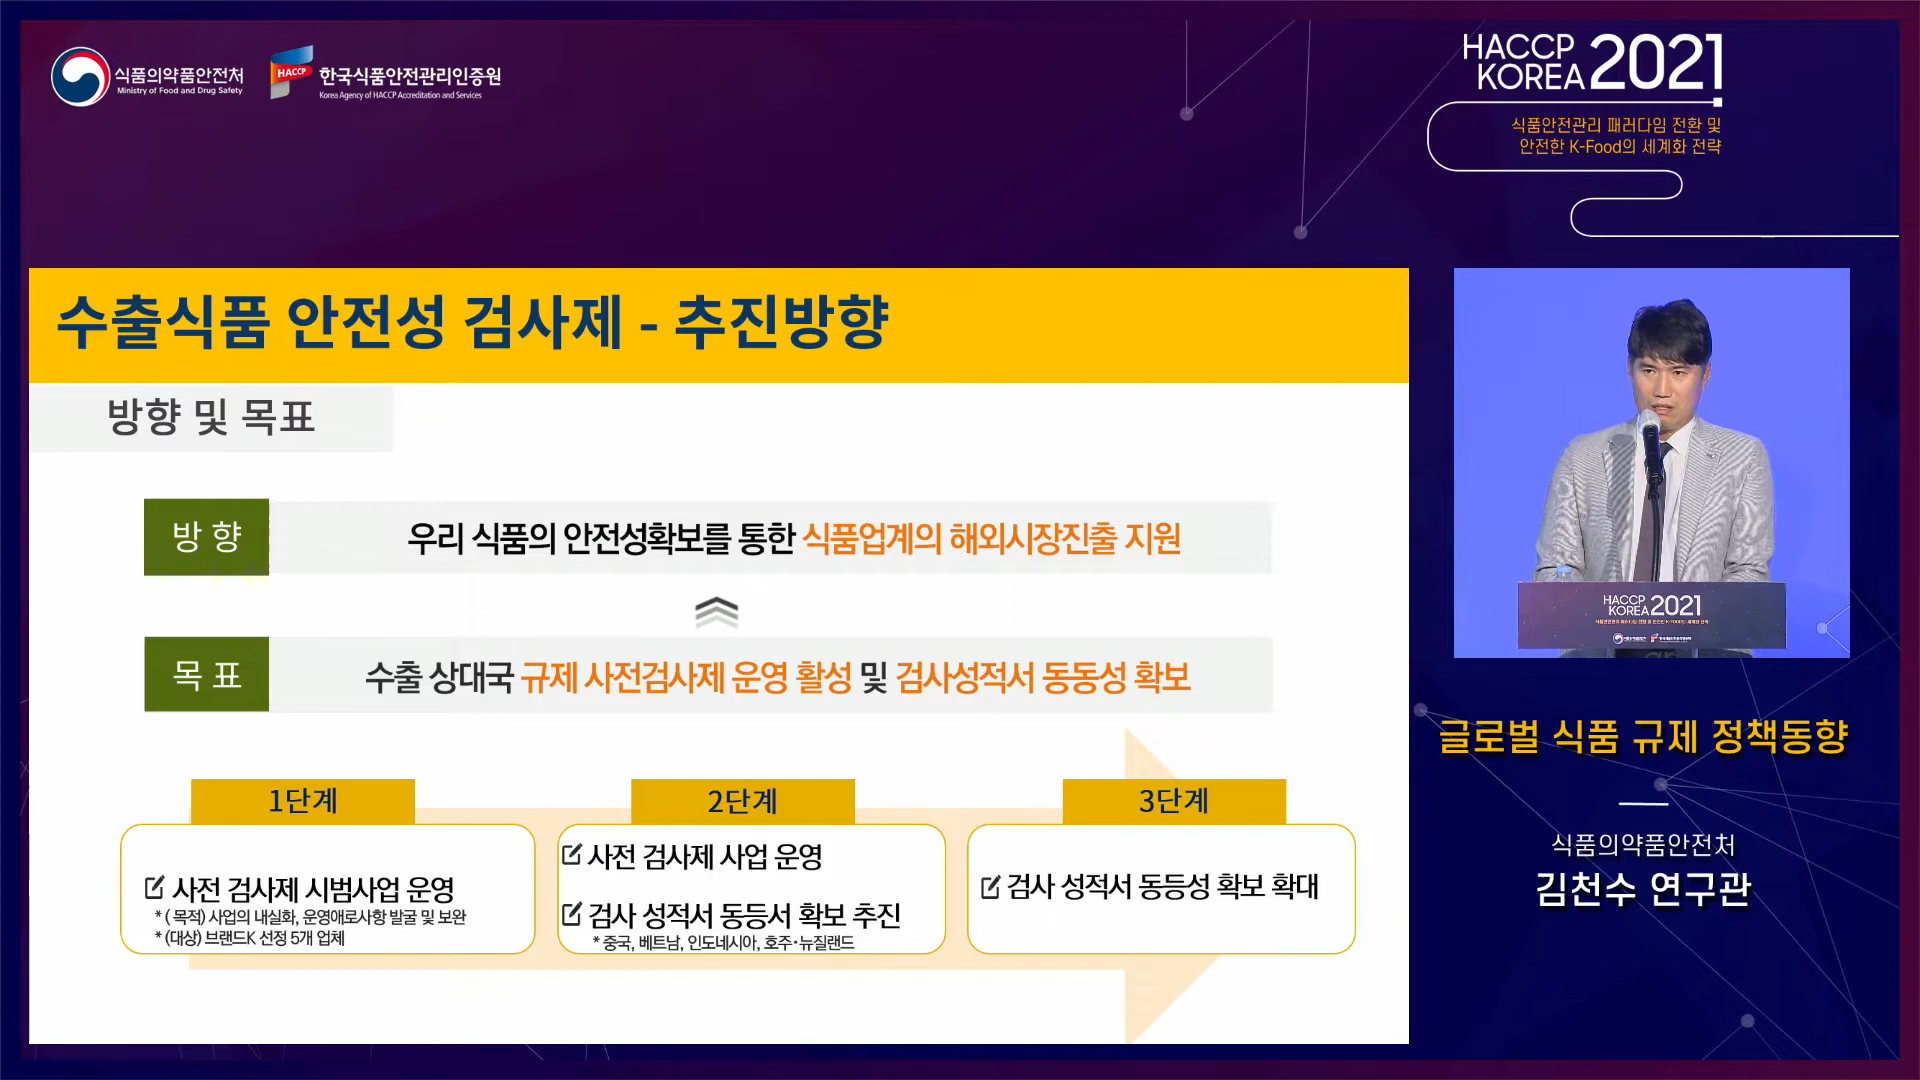 식품의약품안전처
Ministry of Food and Drug Safety
HACCP
한국식품안전관리인증원
Korea Agency of HACCP Accreditation and Services
HACCP
KOREA 2021
식품안전관리 패러다임 전환 및
안전한 K-Food의 세계화 전략
수출식품 안전성 검사제 - 추진방향
방향 및 목표
방 향
우리 식품의 안전성확보를 통한 식품업계의 해외시장진출 지원
목 표
수출 상대국 규제 사전검사제 운영 활성 및 검사성적서 동동성 확보
1단계
사전 검사제 시범사업 운영
* ( 목적) 사업의 내실화, 운영애로사항 발굴 및 보완
* (대상) 브랜드K 선정 5개 업체
2단계
사전 검사제 사업 운영
검사 성적서 동등서 확보 추진
* 중국, 베트남, 인도네시아, 호주·뉴질랜드
3단계
검사 성적서 동등성 확보 확대
HACCP
KOREA 2021
글로벌 식품 규제 정책동향
식품의약품안전처
김천수 연구관